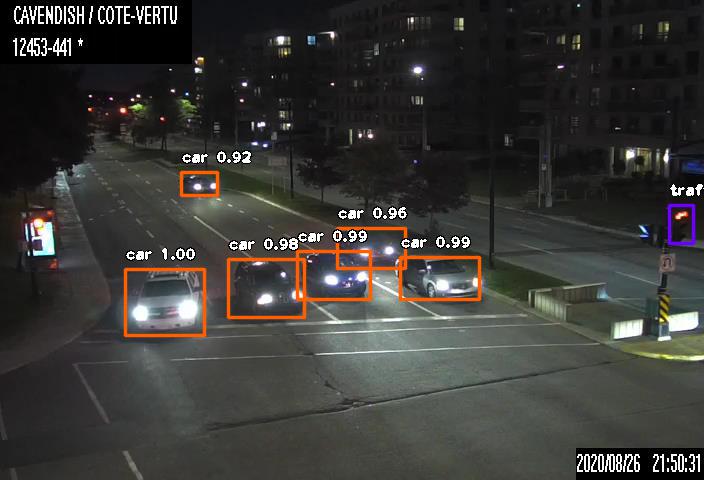 CAVENDISH / COTE-VERTU
12453-441 *
car 0.92
car 0.96
car 1.00
car 0.98
car 0.99
car 0.99
traf
2020/08/26 21:50:31